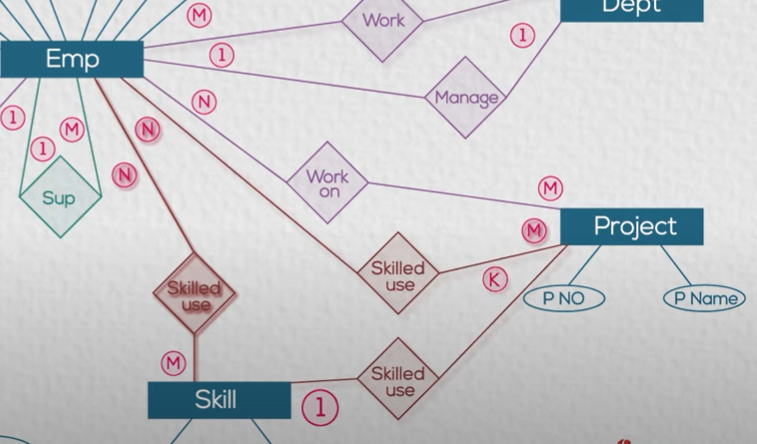 Dept
M
Work
1
Emp
1
Manage
N
1
M
N
1
Work
on
M
N
Sup
Project
M
Skilled
use
K
P NO
P Name
Skilled
use
M
Skilled
use
Skill
1